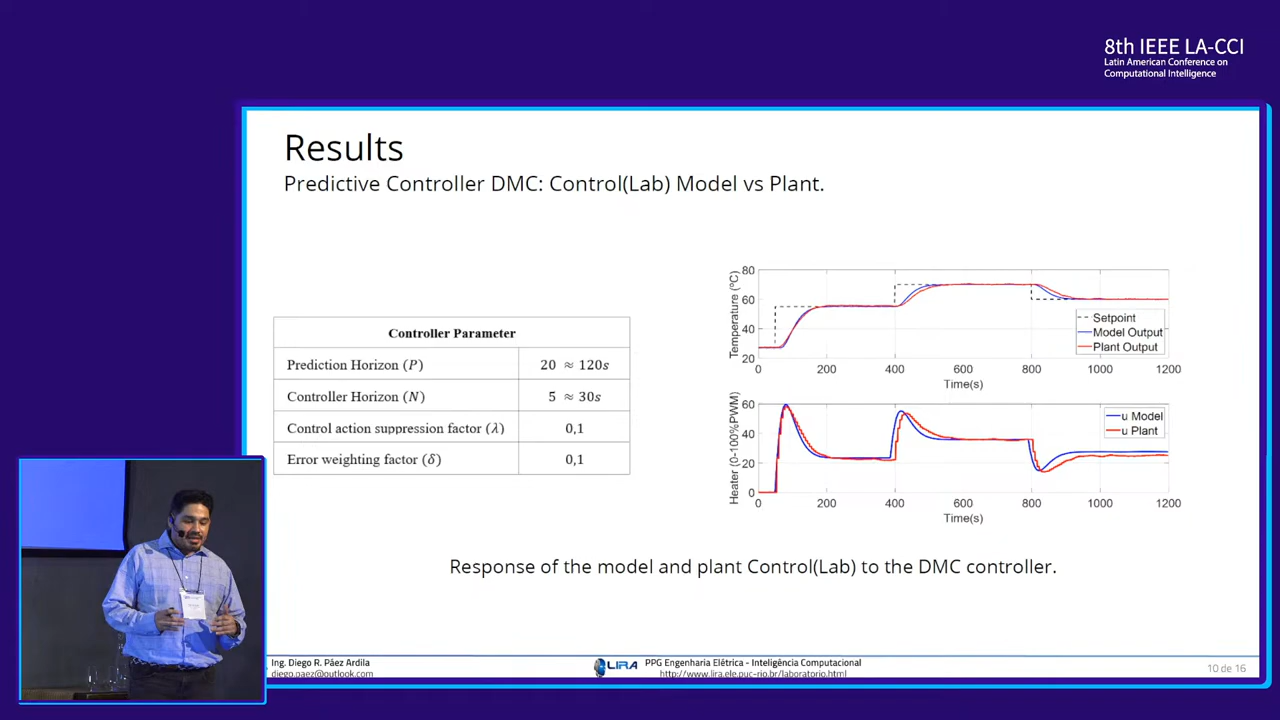 8th IEEE LA-CCI
Latin American Conference on
Computational Intelligence
Results
Predictive Controller DMC: Control(Lab) Model vs Plant.
Controller Parameter
Prediction Horizon (P) 20 ≈ 120s
Controller Horizon (N) 5 ≈ 30s
Control action suppression factor (λ) 0,1
Error weighting factor (δ) 0,1
Temperature (°C)
80
60
40
20
Setpoint
Model Output
Plant Output
0 200 400 600 800 1000 1200
Time(s)
Heater (0-100%PWM)
60
40
20
0
u Model
u Plant
0 200 400 600 800 1000 1200
Time(s)
Response of the model and plant Control(Lab) to the DMC controller.
Ing. Diego R. Páez Ardila
diego.paez@outlook.com
LIRA
PPG Engenharia Elétrica - Inteligência Computacional
http://www.lira.ele.puc-rio.br/laboratorio.html
10 de 16